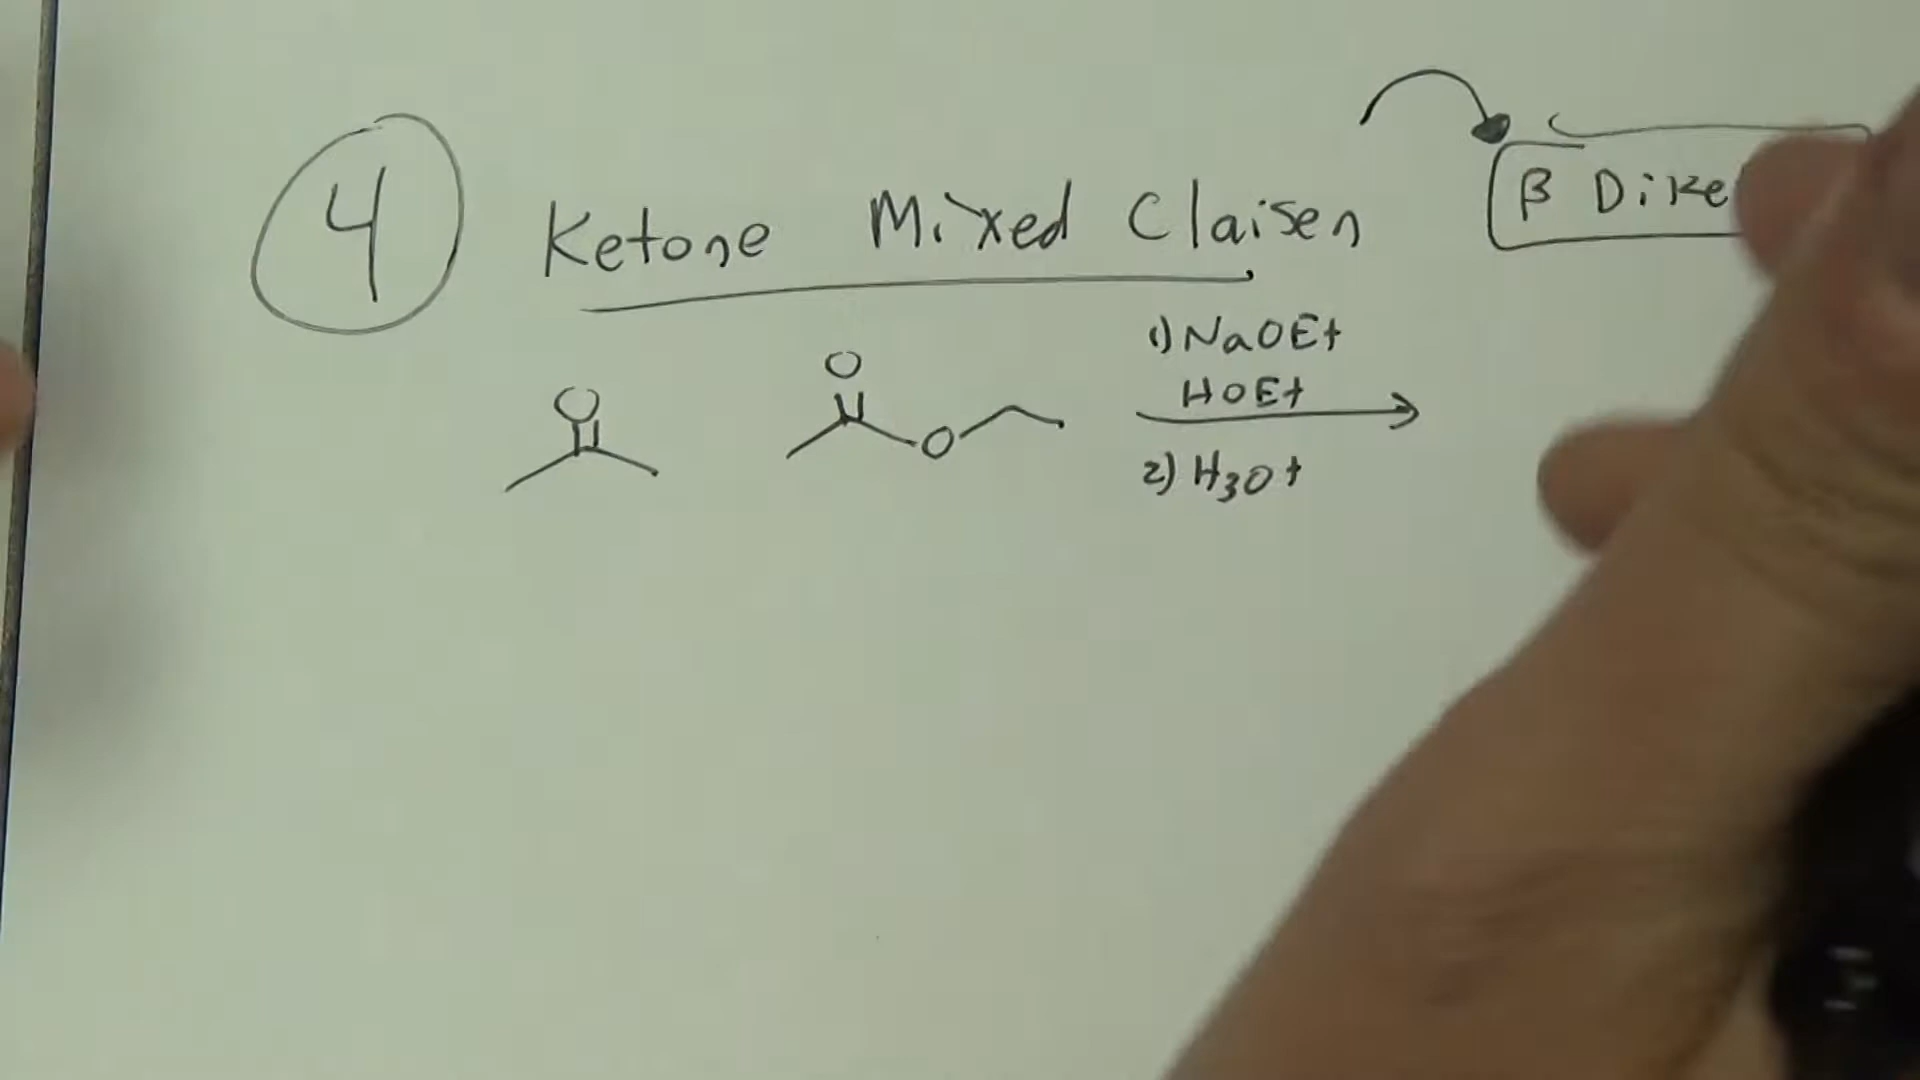 4 Ketone Mixed Claisen
β Dike
1) NaOEt
HOEt
2) H3O+
O
O
O